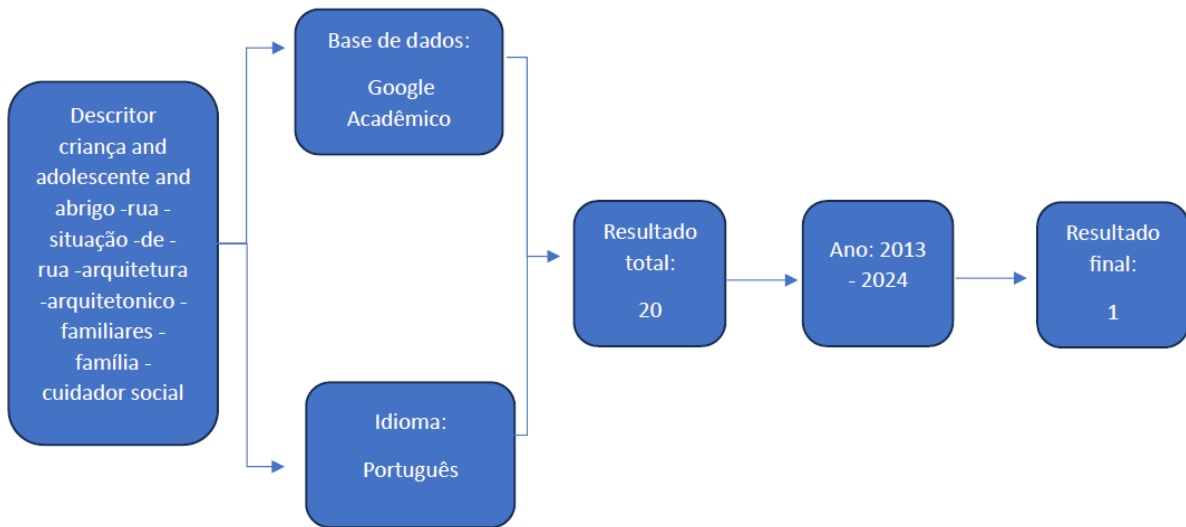 Descritor
criança and
adolescente and
abrigo -rua -
situação -de -
rua -arquitetura
-arquitetonico -
familiares -
família -
cuidador social
Base de dados:
Google
Acadêmico
Idioma:
Português
Resultado
total:
20
Ano: 2013
- 2024
Resultado
final:
1